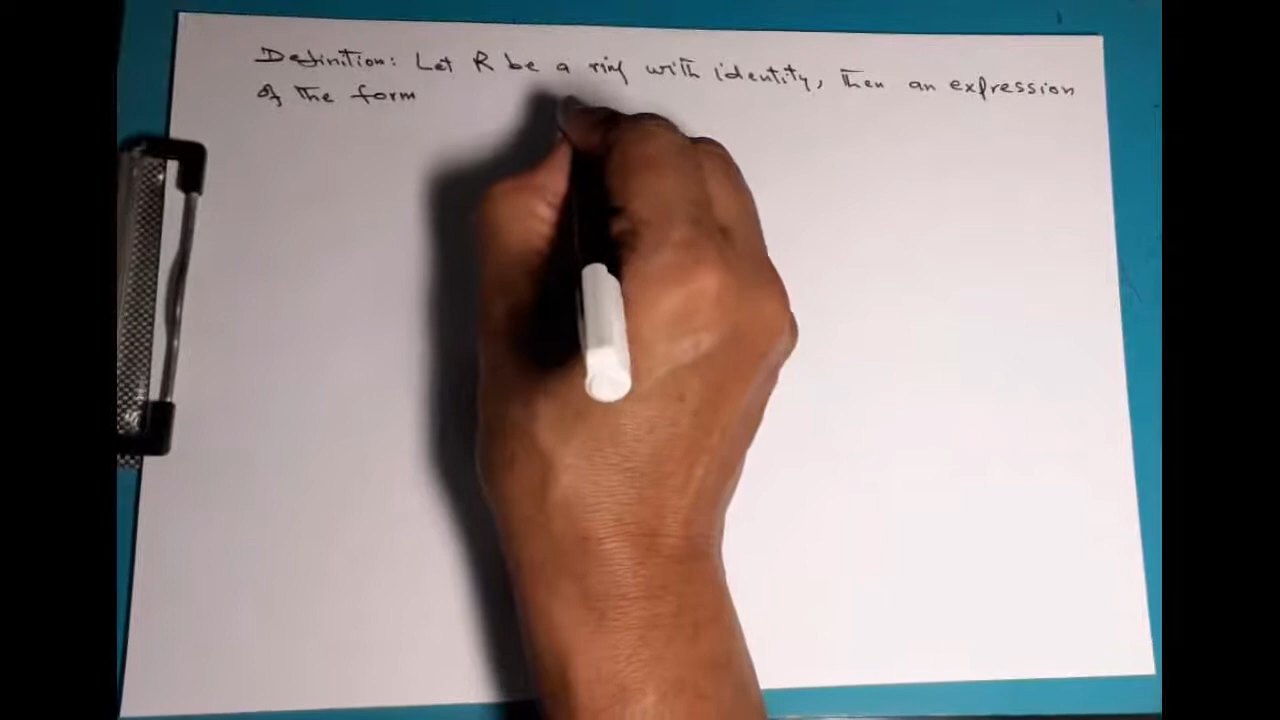 Definition: Let R be a ring with identity, Then an expression
of The form